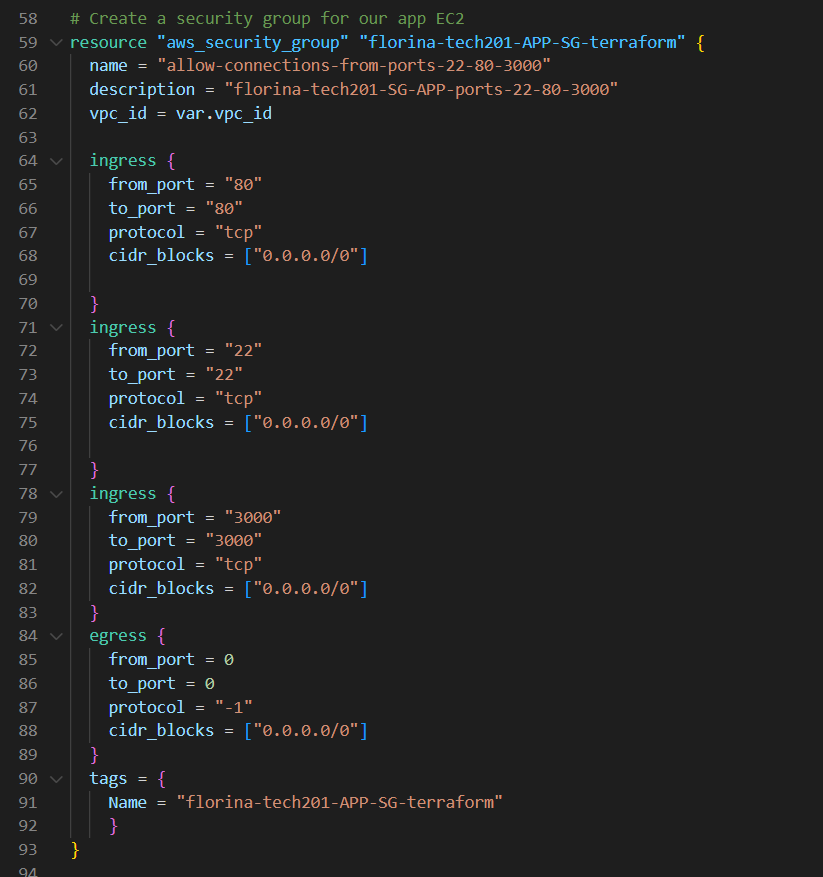 58 # Create a security group for our app EC2
59 resource "aws_security_group" "florina-tech201-APP-SG-terraform" {
60 name = "allow-connections-from-ports-22-80-3000"
61 description = "florina-tech201-SG-APP-ports-22-80-3000"
62 vpc_id = var.vpc_id
63
64 ingress {
65 from_port = "80"
66 to_port = "80"
67 protocol = "tcp"
68 cidr_blocks = ["0.0.0.0/0"]
69
70 }
71 ingress {
72 from_port = "22"
73 to_port = "22"
74 protocol = "tcp"
75 cidr_blocks = ["0.0.0.0/0"]
76
77 }
78 ingress {
79 from_port = "3000"
80 to_port = "3000"
81 protocol = "tcp"
82 cidr_blocks = ["0.0.0.0/0"]
83 }
84 egress {
85 from_port = 0
86 to_port = 0
87 protocol = "-1"
88 cidr_blocks = ["0.0.0.0/0"]
89 }
90 tags = {
91 Name = "florina-tech201-APP-SG-terraform"
92 }
93 }
94